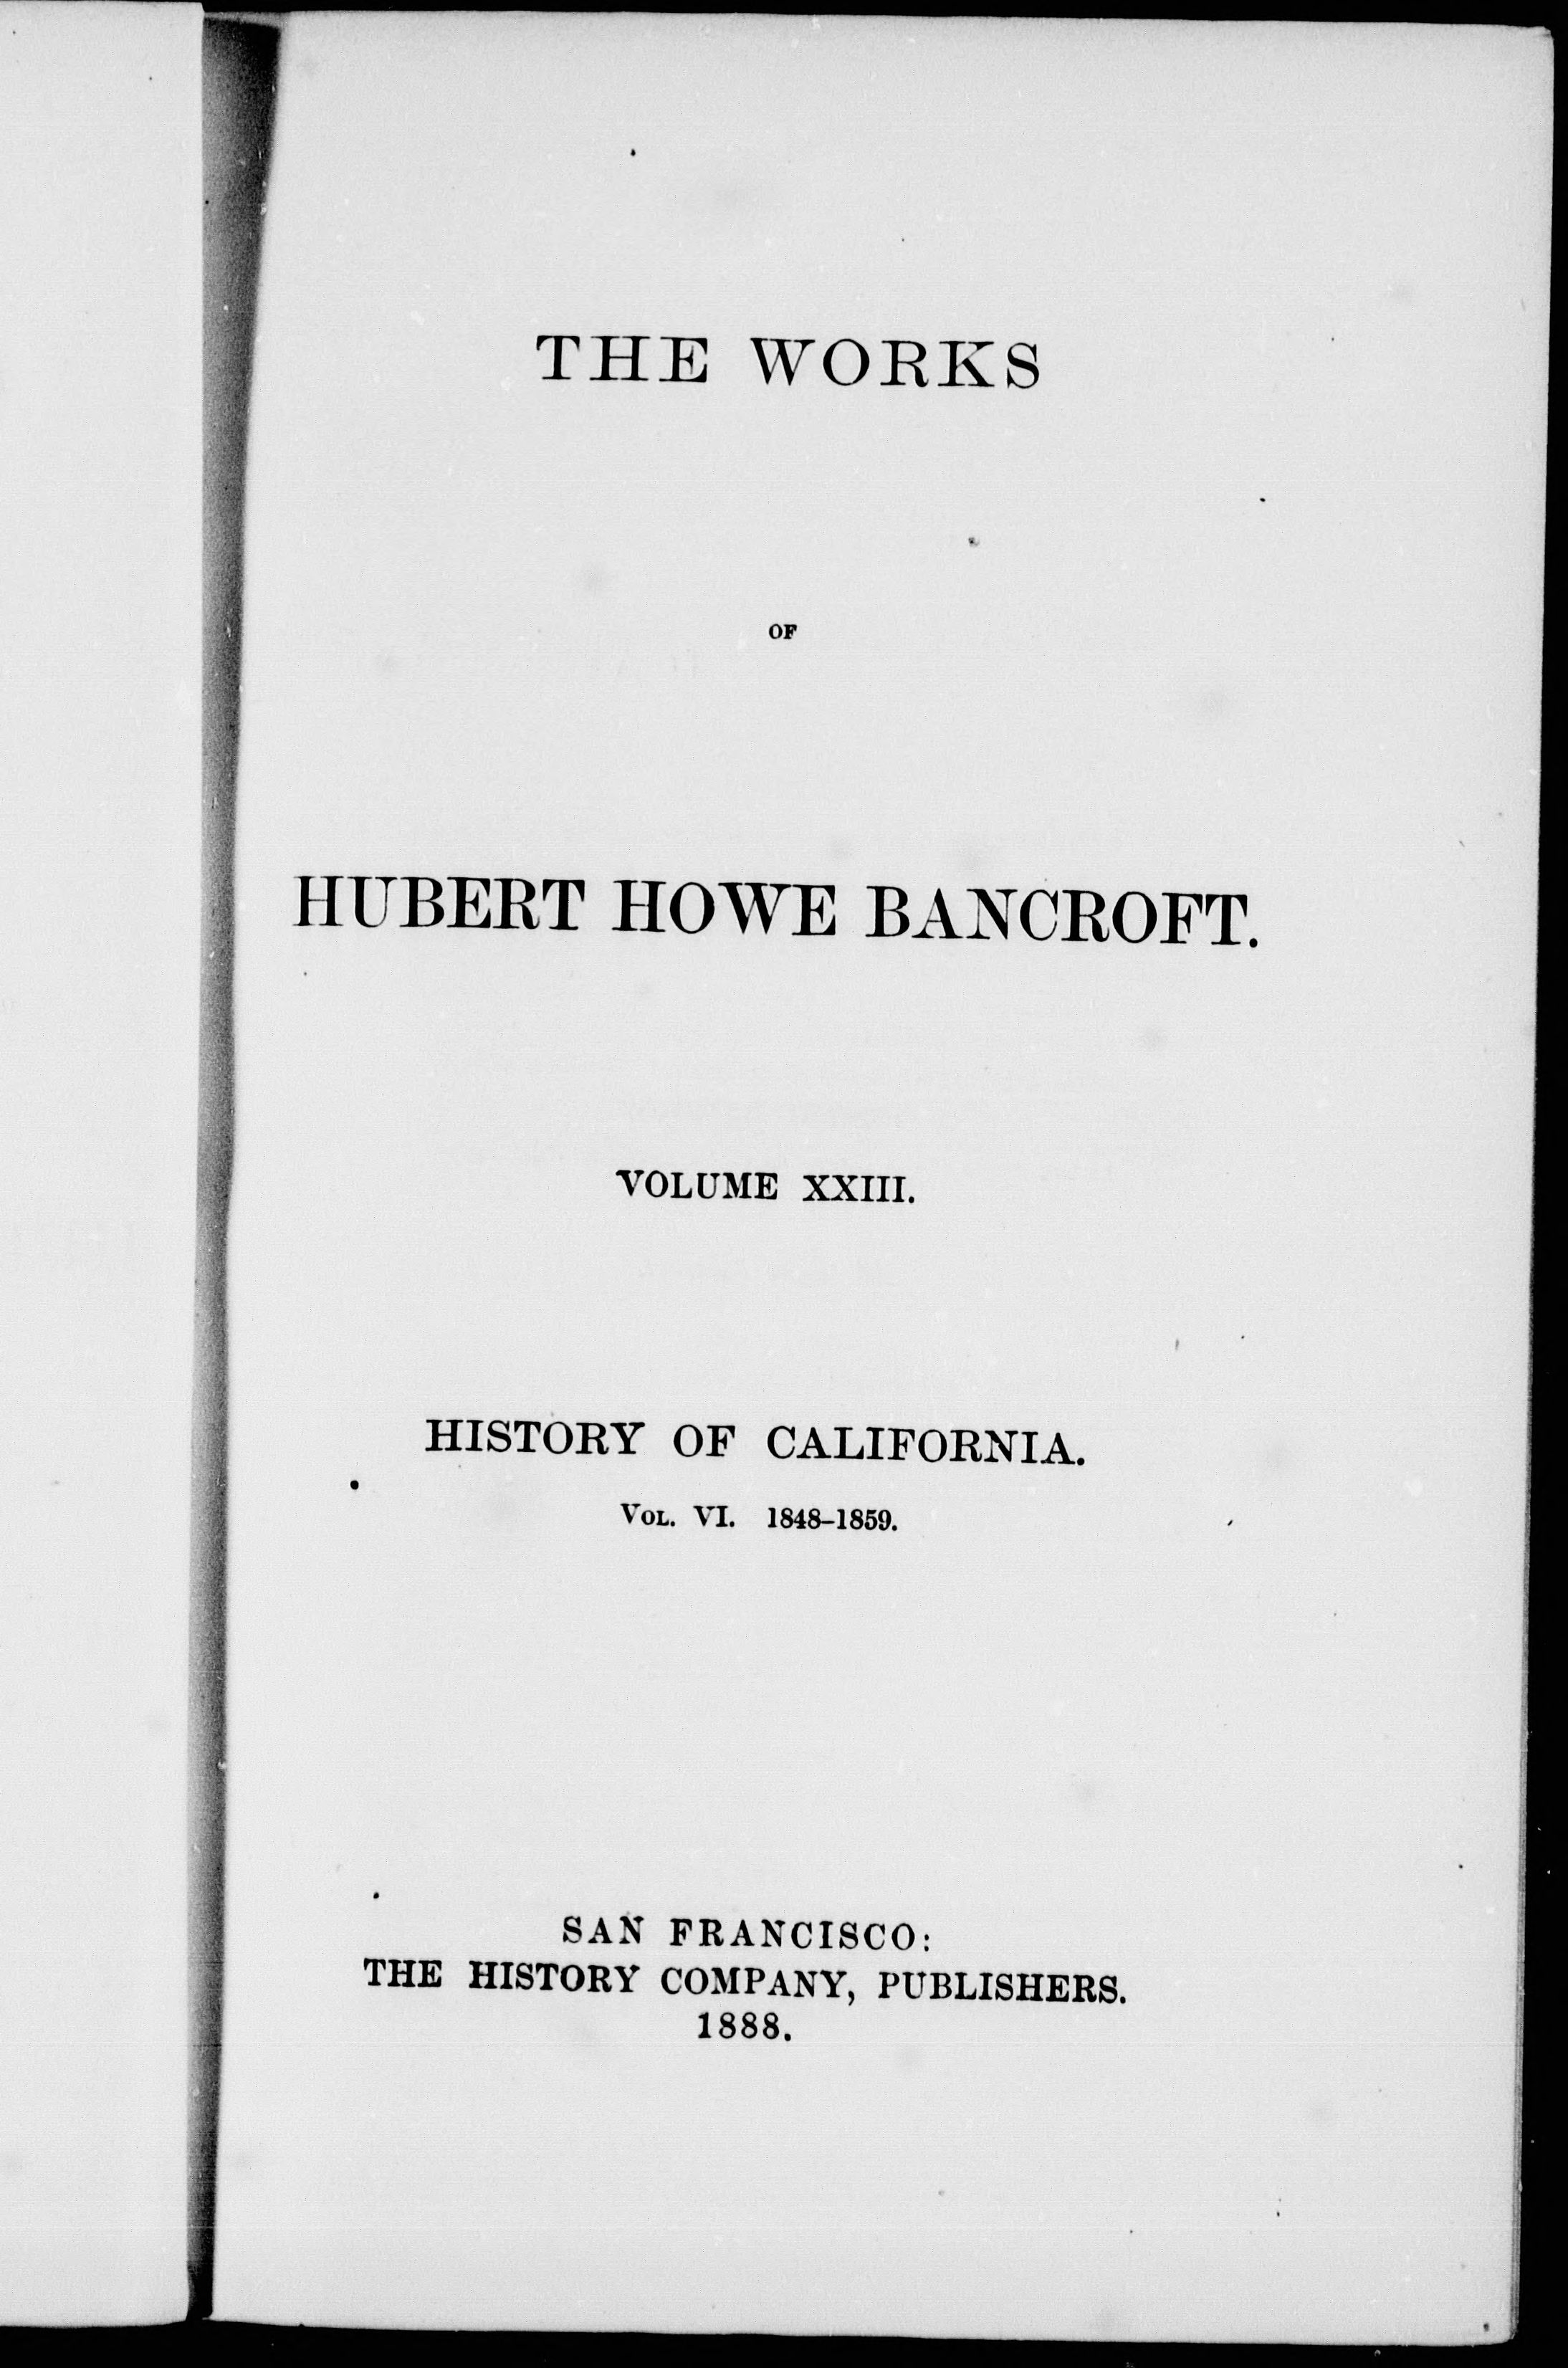 THE WORKS
OF
HUBERT HOWE BANCROFT.
VOLUME XXIII.
HISTORY OF CALIFORNIA.
VOL. VI. 1848–1859.
SAN FRANCISCO:
THE HISTORY COMPANY, PUBLISHERS.
1888.